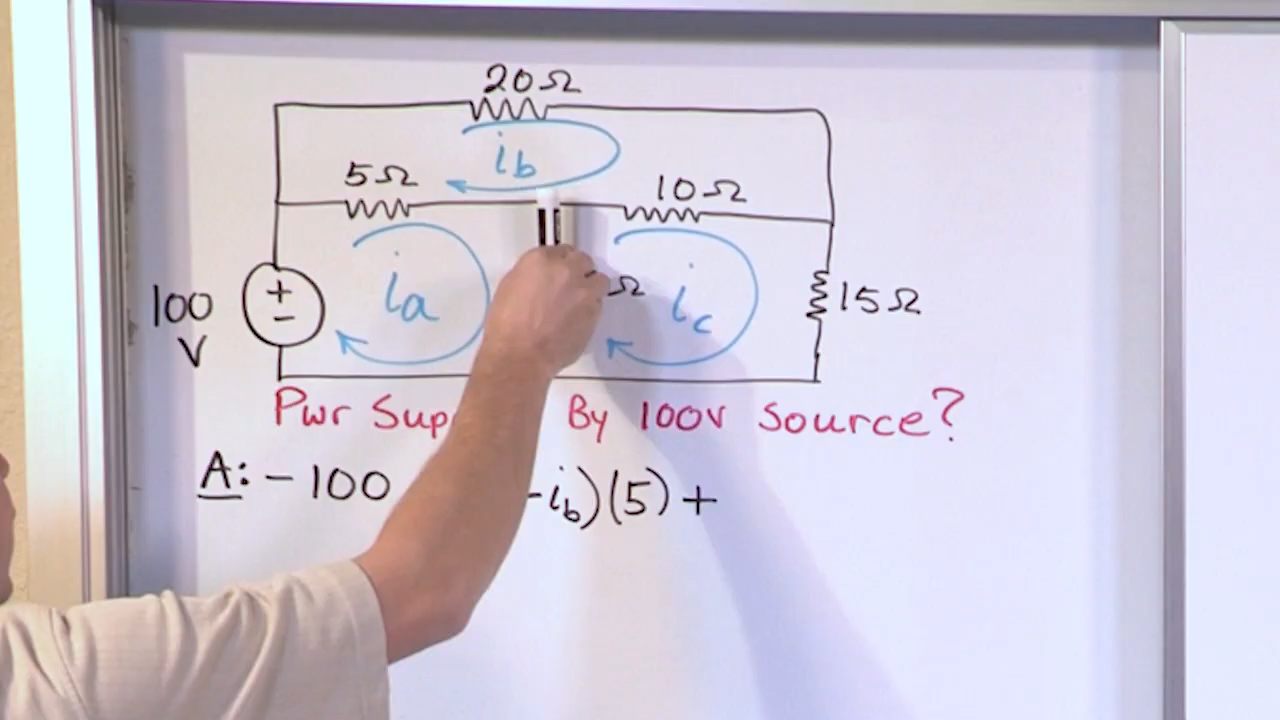 20Ω
ib
5Ω
10Ω
ia
Ω
ic
100
V
+
-
15Ω
Pwr Sup By 100V Source?
A: -100 -ib)(5)+